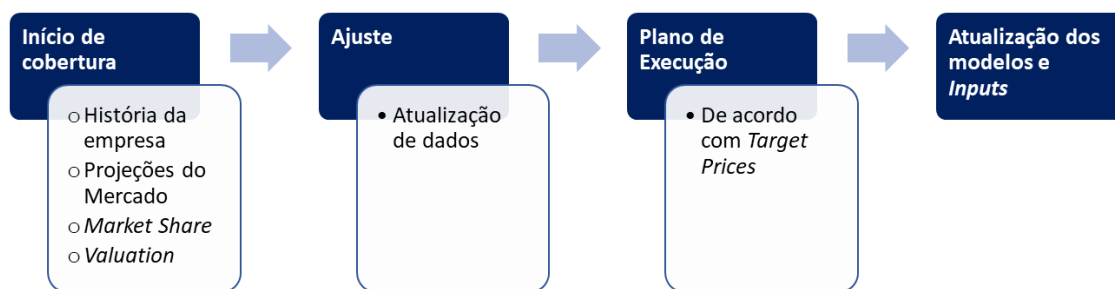 Início de
cobertura
○ História da
empresa
○ Projeções do
Mercado
○ Market Share
○ Valuation
Ajuste
• Atualização
de dados
Plano de
Execução
• De acordo
com Target
Prices
Atualização dos
modelos e
Inputs